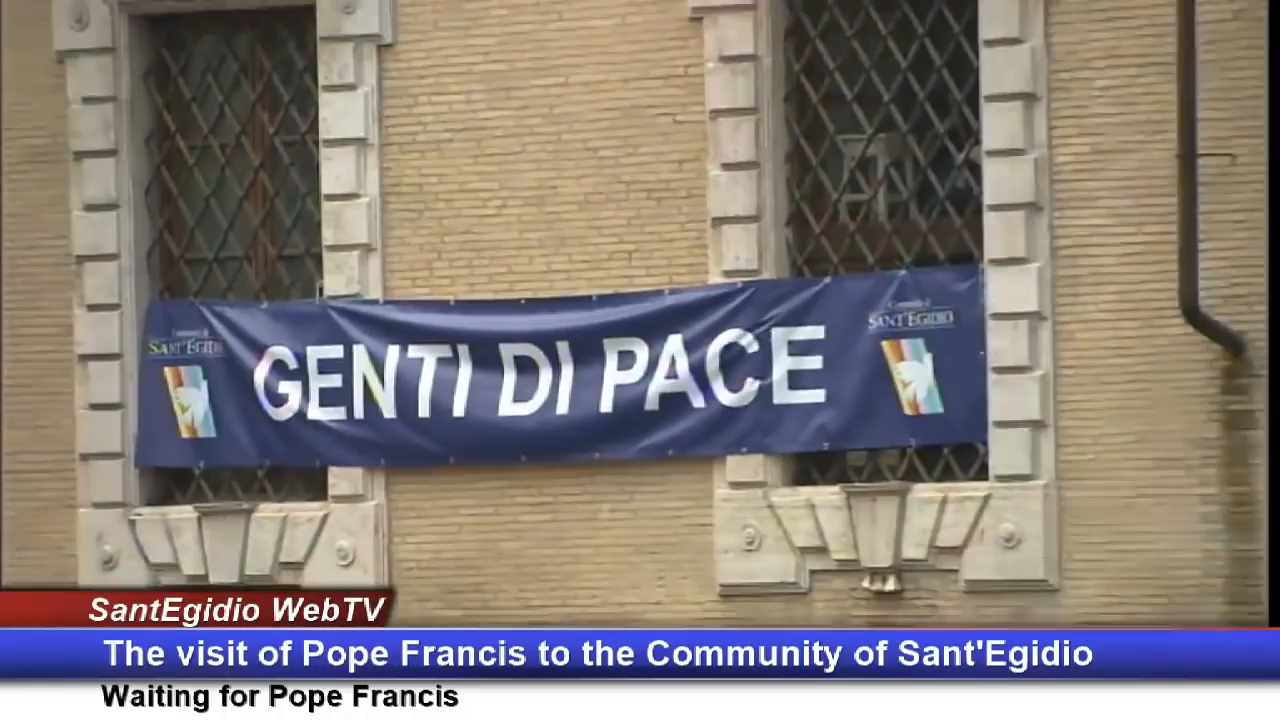 SANT'EGIDIO
SANT'EGIDIO
GENTI DI PACE
SantEgidio WebTV
The visit of Pope Francis to the Community of Sant'Egidio
Waiting for Pope Francis